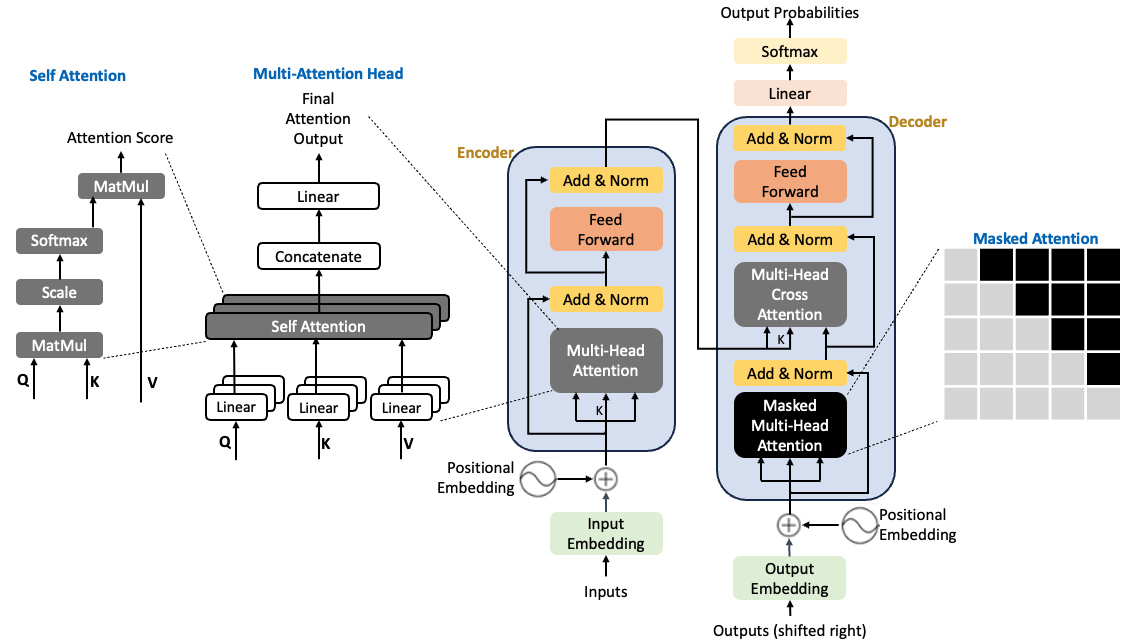 Self Attention
Attention Score
MatMul
Softmax
Scale
MatMul
Q
K
V
Multi-Attention Head
Final
Attention
Output
Linear
Concatenate
Self Attention
Linear
Linear
Linear
Q
K
V
Encoder
Add & Norm
Feed
Forward
Add & Norm
Multi-Head
Attention
K
Positional
Embedding
Input
Embedding
Inputs
Output Probabilities
Softmax
Linear
Decoder
Add & Norm
Feed
Forward
Add & Norm
Multi-Head
Cross
Attention
K
Add & Norm
Masked
Multi-Head
Attention
Positional
Embedding
Output
Embedding
Outputs (shifted right)
Masked Attention